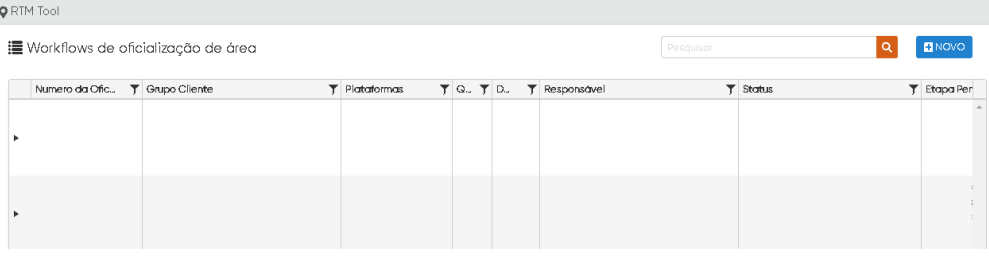 RTM Tool
Workflows de oficialização de área
Pesquisar
NOVO
Numero da Ofic... Grupo Cliente Plataformas Q... D... Responsável Status Etapa Per